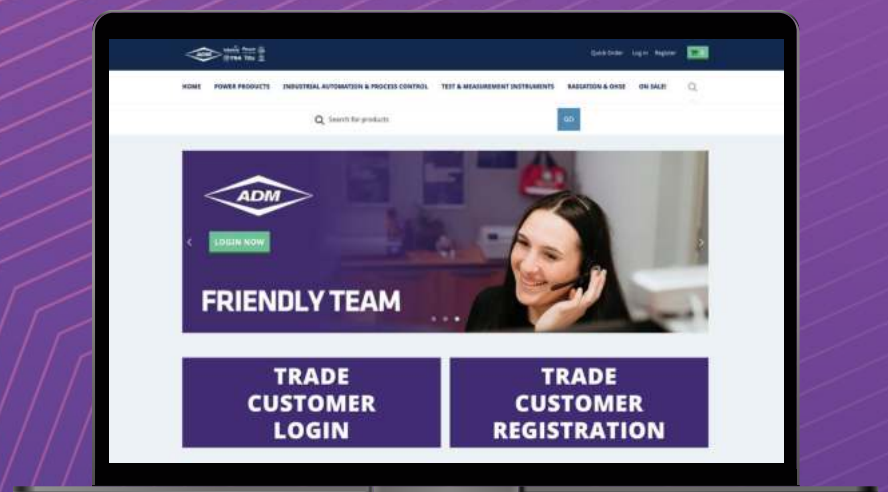 ADM
Quick Order Log in Register
HOME POWER PRODUCTS INDUSTRIAL AUTOMATION & PROCESS CONTROL TEST & MEASUREMENT INSTRUMENTS RADIATION & OHSE ON SALE!
Search for products GO
ADM
LOGIN NOW
FRIENDLY TEAM
TRADE
CUSTOMER
LOGIN
TRADE
CUSTOMER
REGISTRATION